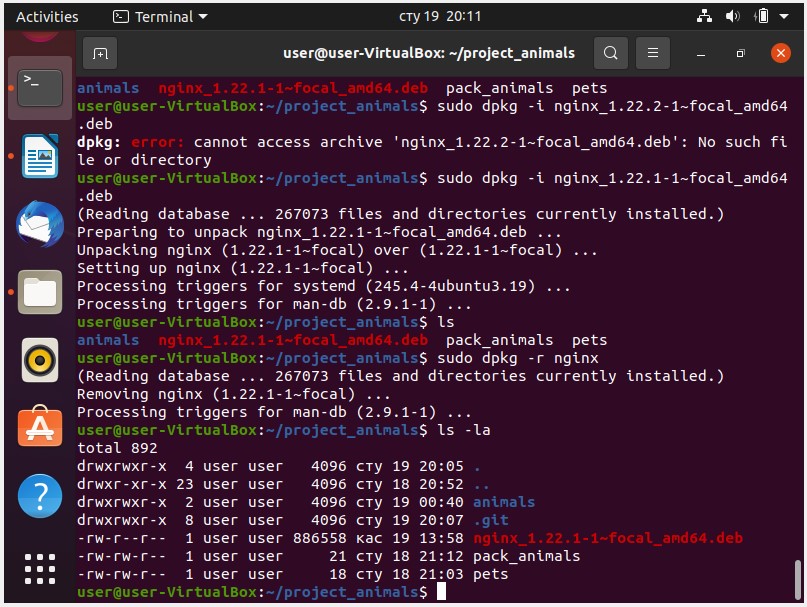 Activities
Terminal
сту 19 20:11
user@user-VirtualBox: ~/project_animals
animals nginx_1.22.1-1~focal_amd64.deb pack_animals pets
user@user-VirtualBox:~/project_animals$ sudo dpkg -i nginx_1.22.2-1~focal_amd64
.deb
dpkg: error: cannot access archive 'nginx_1.22.2-1~focal_amd64.deb': No such fi
le or directory
user@user-VirtualBox:~/project_animals$ sudo dpkg -i nginx_1.22.1-1~focal_amd64
.deb
(Reading database ... 267073 files and directories currently installed.)
Preparing to unpack nginx_1.22.1-1~focal_amd64.deb ...
Unpacking nginx (1.22.1-1~focal) over (1.22.1-1~focal) ...
Setting up nginx (1.22.1-1~focal) ...
Processing triggers for systemd (245.4-4ubuntu3.19) ...
Processing triggers for man-db (2.9.1-1) ...
user@user-VirtualBox:~/project_animals$ ls
animals nginx_1.22.1-1~focal_amd64.deb pack_animals pets
user@user-VirtualBox:~/project_animals$ sudo dpkg -r nginx
(Reading database ... 267073 files and directories currently installed.)
Removing nginx (1.22.1-1~focal) ...
Processing triggers for man-db (2.9.1-1) ...
user@user-VirtualBox:~/project_animals$ ls -la
total 892
drwxrwxr-x 4 user user 4096 сту 19 20:05 .
drwxr-xr-x 23 user user 4096 сту 18 20:52 ..
drwxrwxr-x 2 user user 4096 сту 19 00:40 animals
drwxrwxr-x 8 user user 4096 сту 19 20:07 .git
-rw-r--r-- 1 user user 886558 кас 19 13:58 nginx_1.22.1-1~focal_amd64.deb
-rw-rw-r-- 1 user user 21 сту 18 21:12 pack_animals
-rw-rw-r-- 1 user user 18 сту 18 21:03 pets
user@user-VirtualBox:~/project_animals$